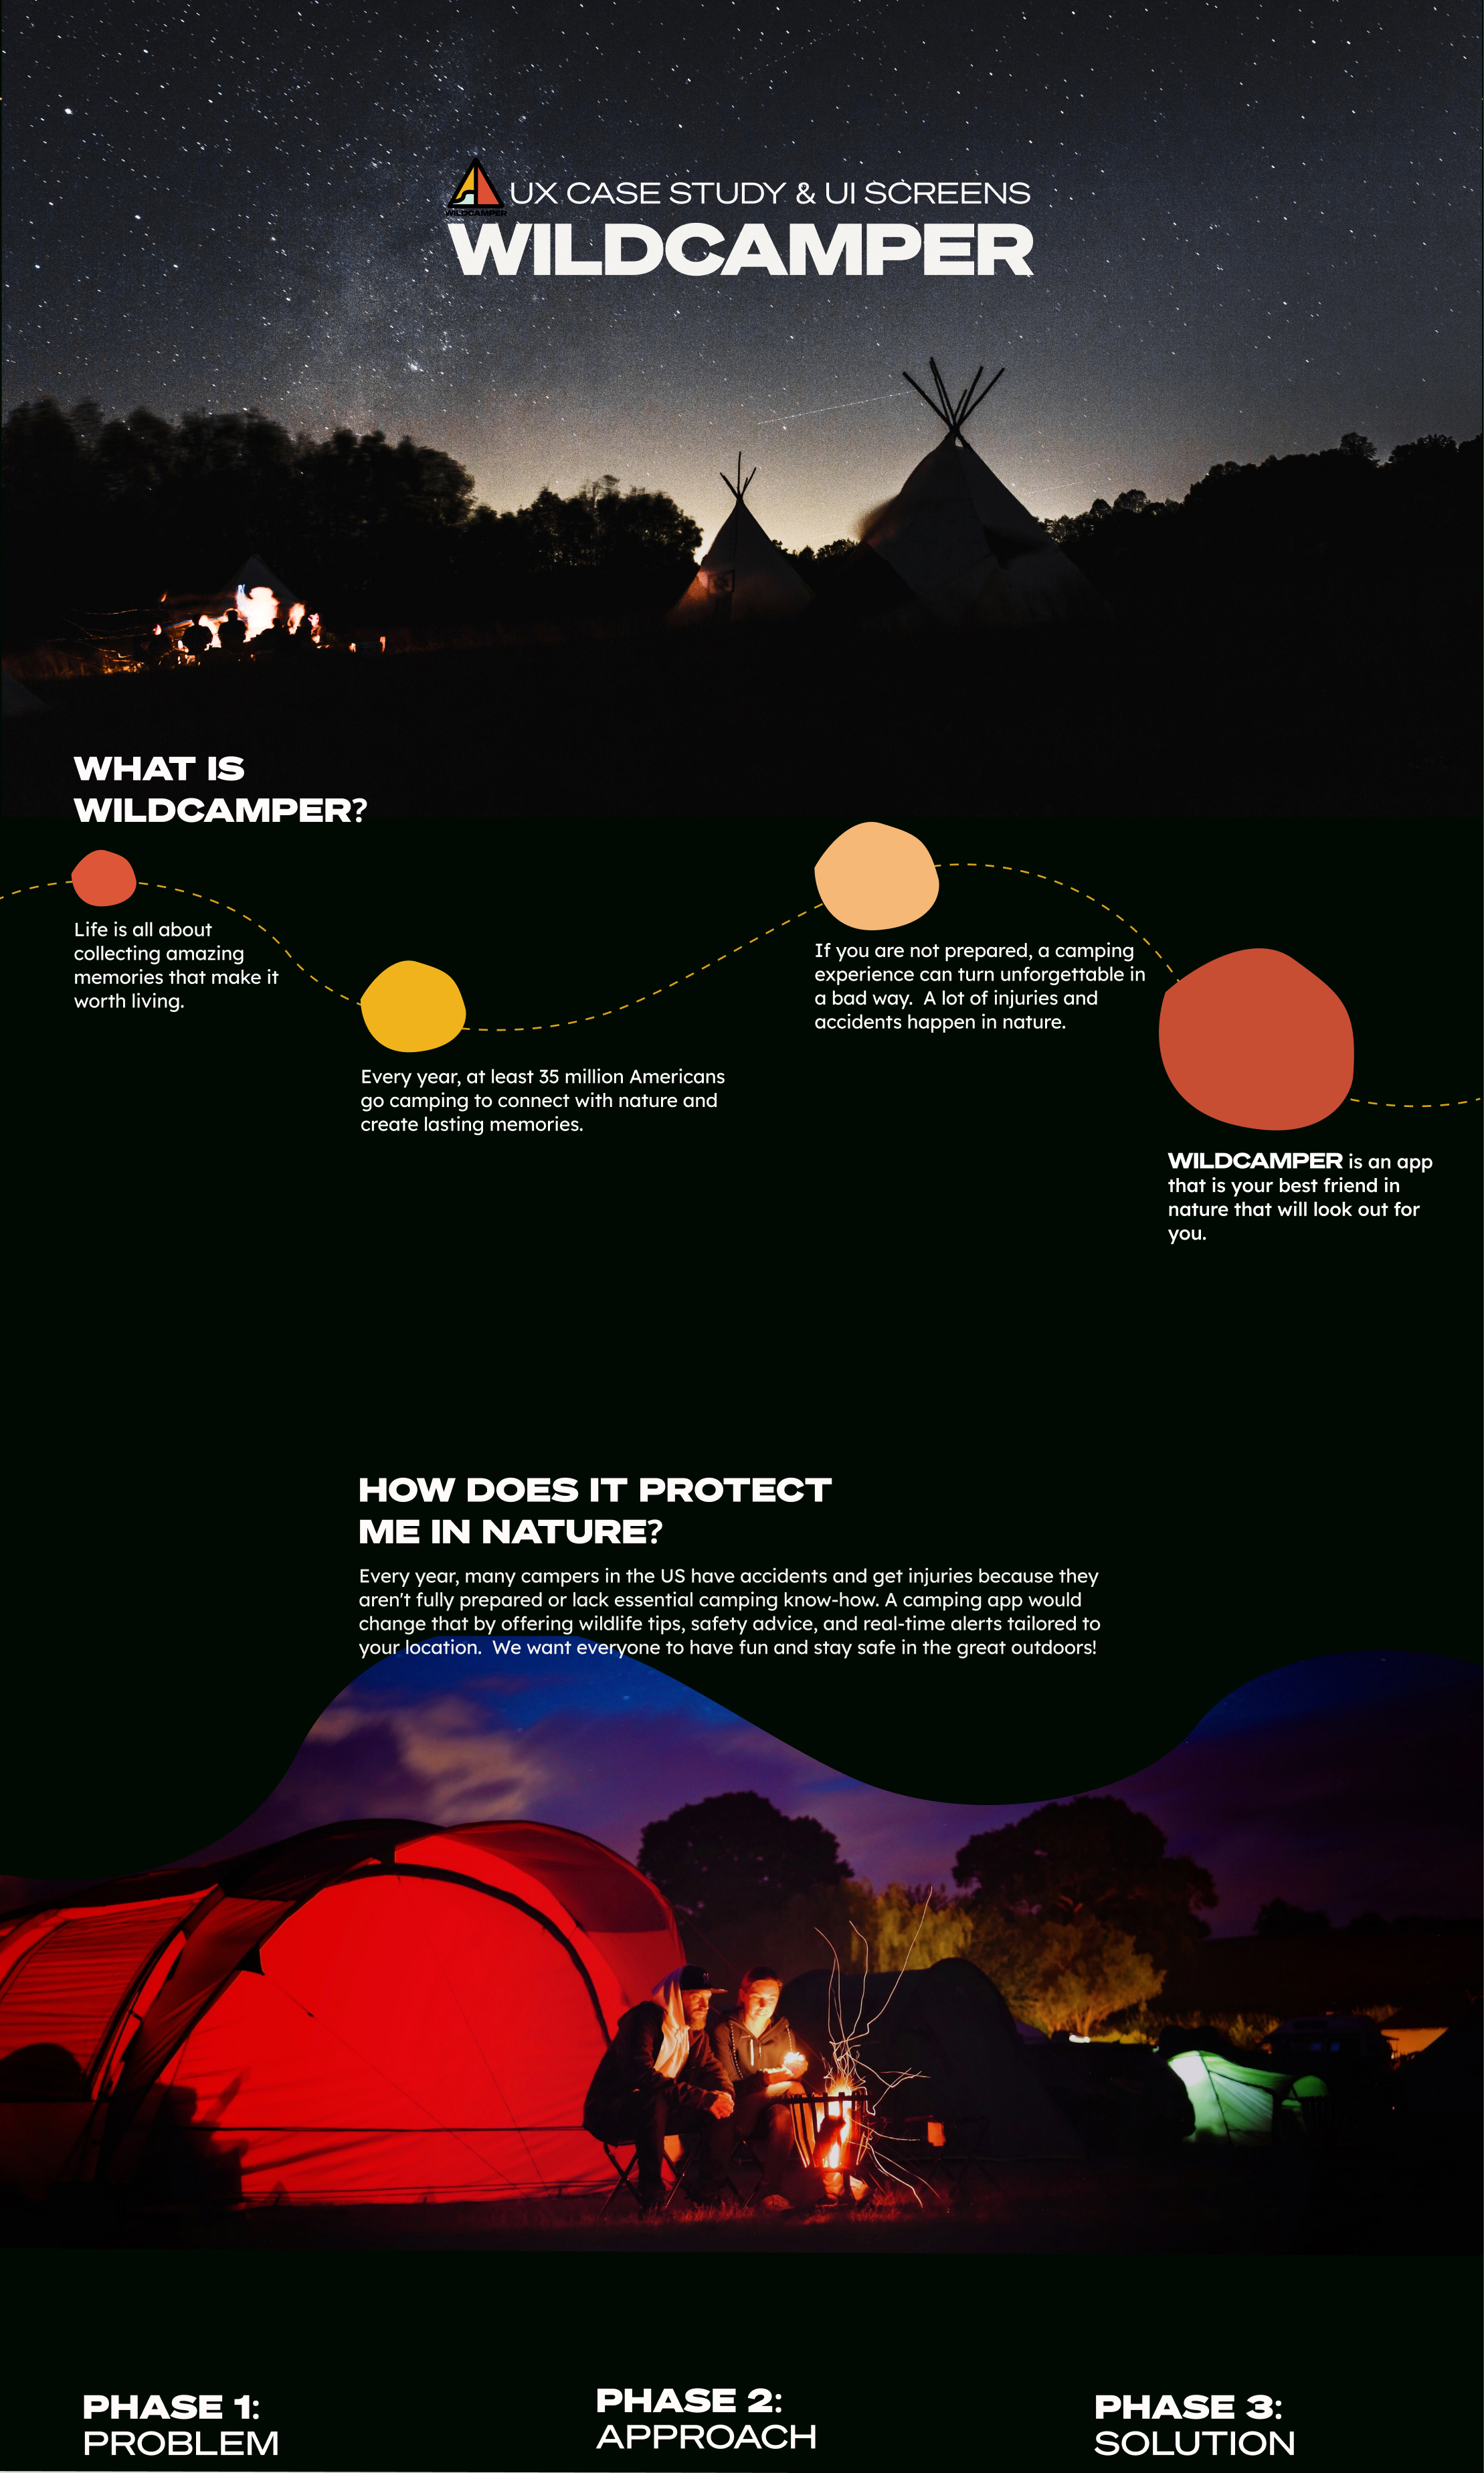 UX CASE STUDY & UI SCREENS
WILDCAMPER
WILDCAMPER
WHAT IS
WILDCAMPER?
Life is all about
collecting amazing
memories that make it
worth living.
Every year, at least 35 million Americans
go camping to connect with nature and
create lasting memories.
If you are not prepared, a camping
experience can turn unforgettable in
a bad way.  A lot of injuries and
accidents happen in nature.
WILDCAMPER is an app
that is your best friend in
nature that will look out for
you.
HOW DOES IT PROTECT
ME IN NATURE?
Every year, many campers in the US have accidents and get injuries because they
aren't fully prepared or lack essential camping know-how. A camping app would
change that by offering wildlife tips, safety advice, and real-time alerts tailored to
your location.  We want everyone to have fun and stay safe in the great outdoors!
PHASE 1:
PROBLEM
PHASE 2:
APPROACH
PHASE 3:
SOLUTION